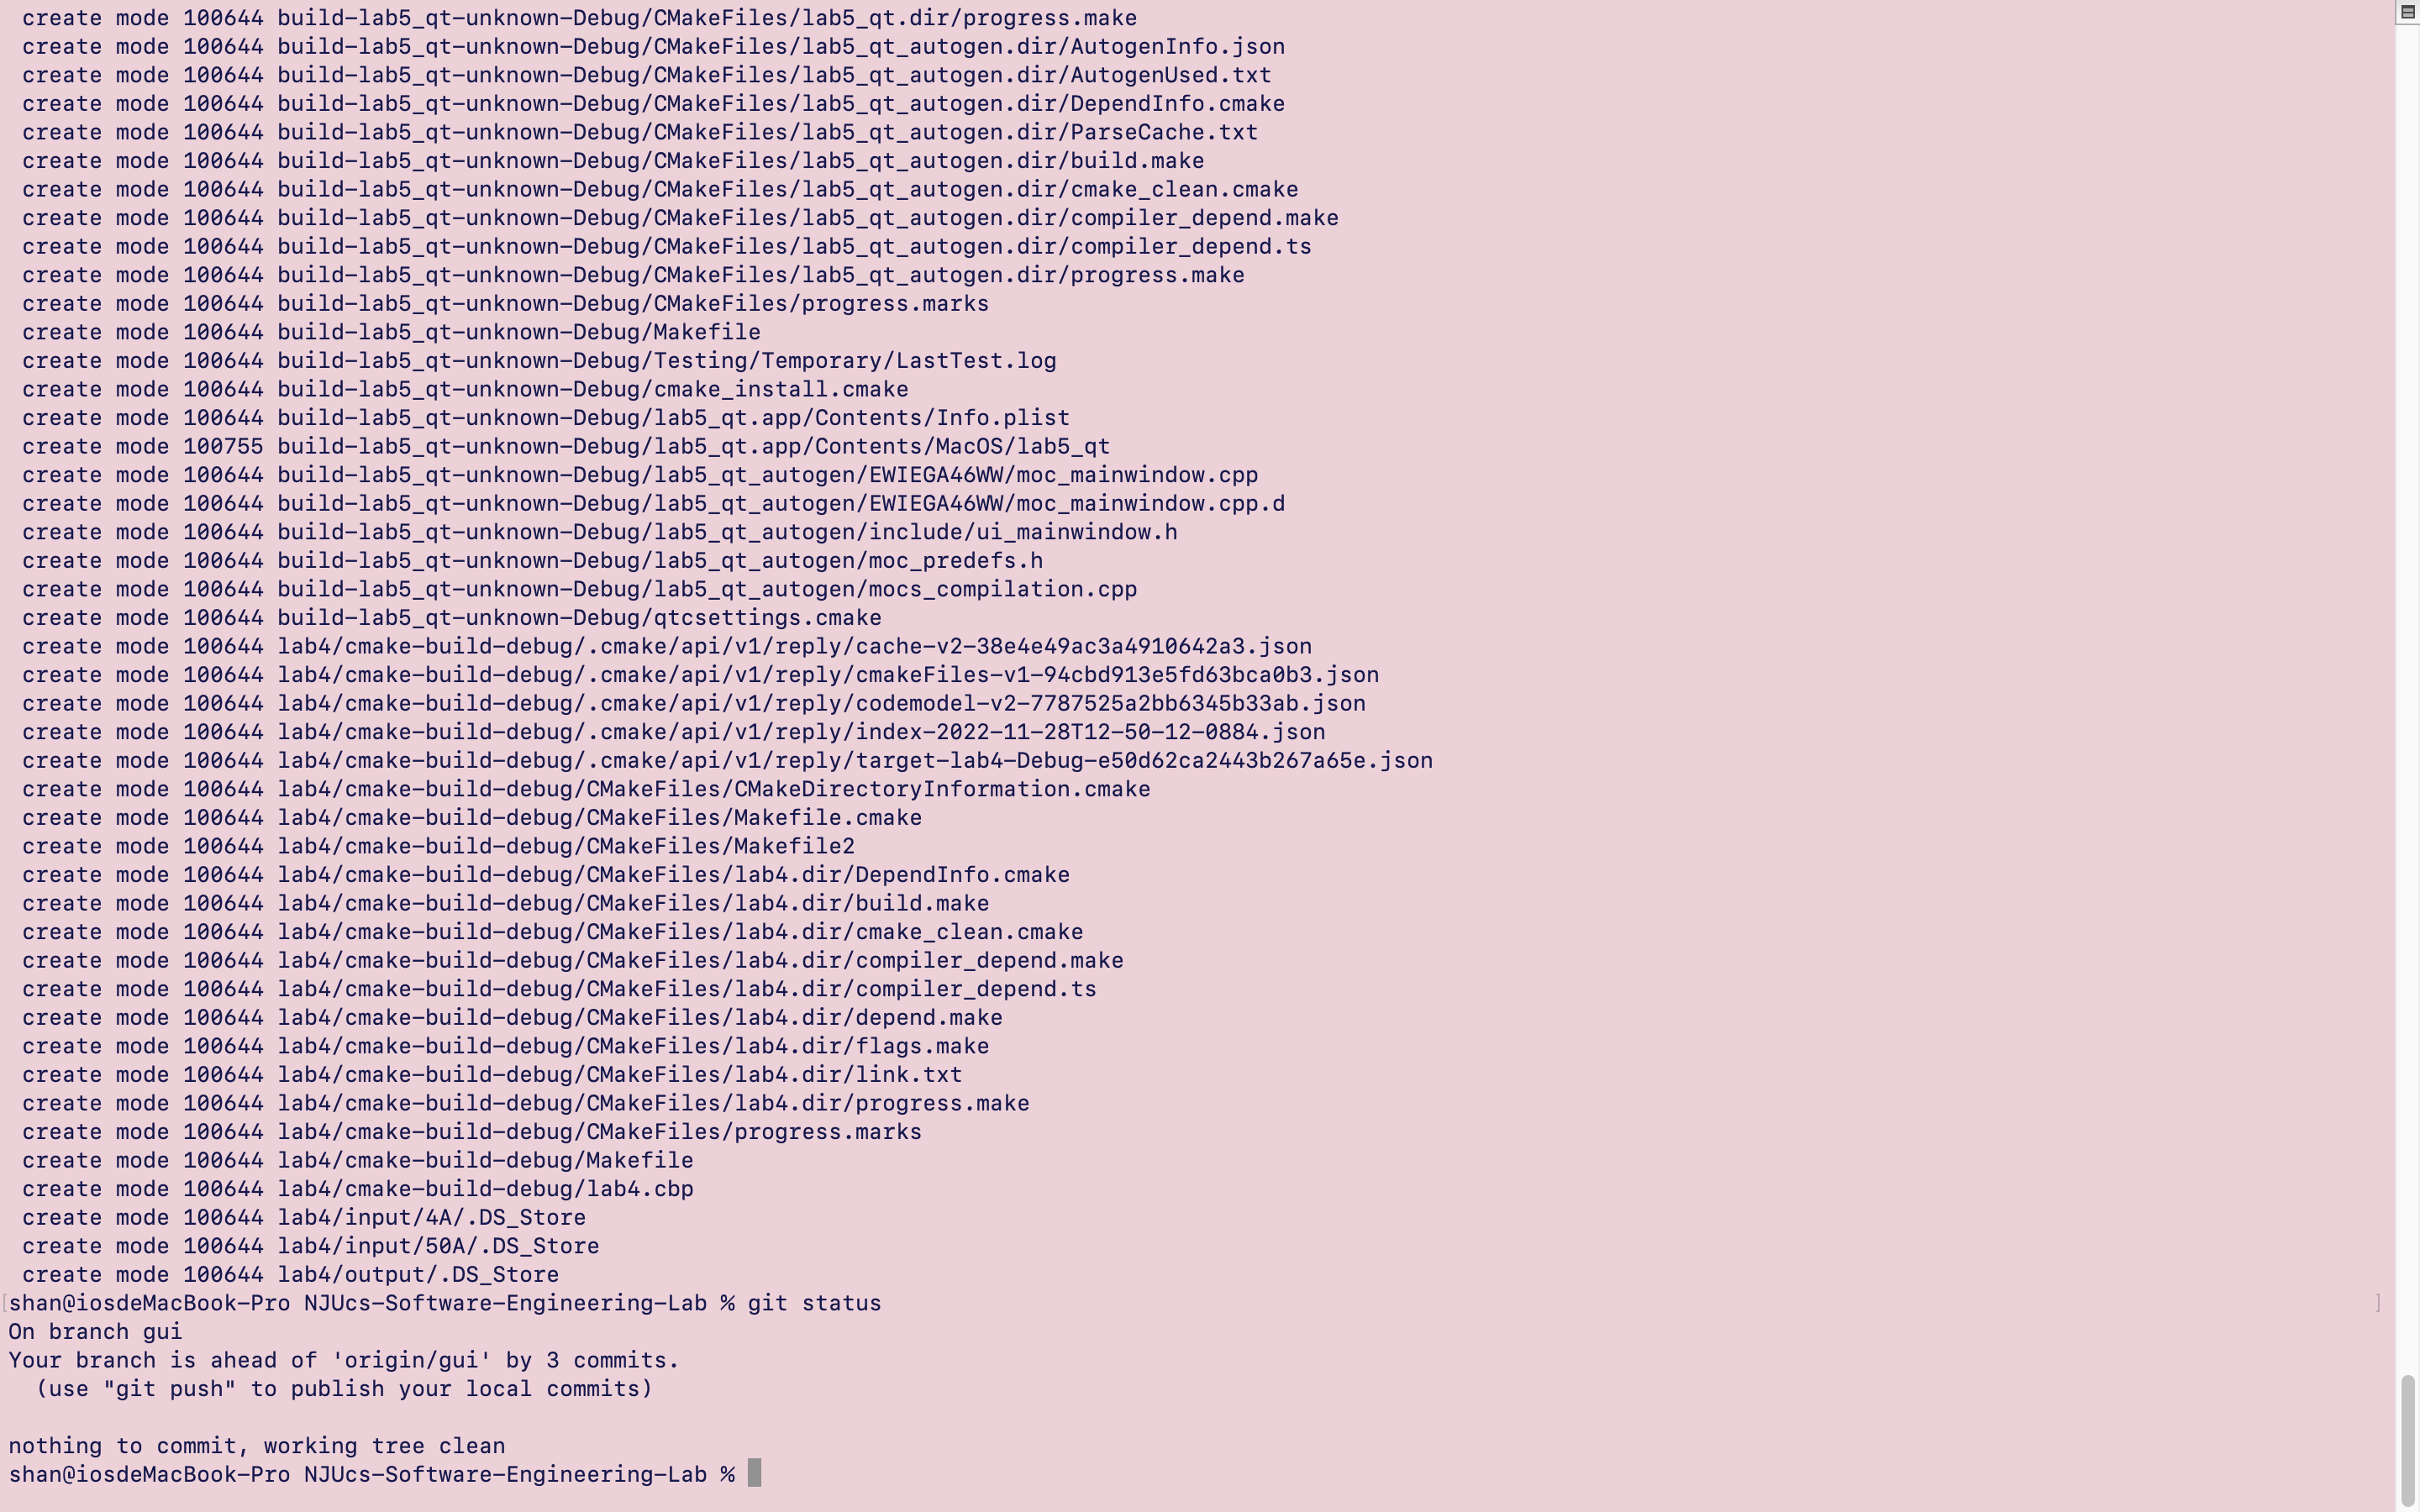 create mode 100644 build-lab5_qt-unknown-Debug/CMakeFiles/lab5_qt.dir/progress.make
create mode 100644 build-lab5_qt-unknown-Debug/CMakeFiles/lab5_qt_autogen.dir/AutogenInfo.json
create mode 100644 build-lab5_qt-unknown-Debug/CMakeFiles/lab5_qt_autogen.dir/AutogenUsed.txt
create mode 100644 build-lab5_qt-unknown-Debug/CMakeFiles/lab5_qt_autogen.dir/DependInfo.cmake
create mode 100644 build-lab5_qt-unknown-Debug/CMakeFiles/lab5_qt_autogen.dir/ParseCache.txt
create mode 100644 build-lab5_qt-unknown-Debug/CMakeFiles/lab5_qt_autogen.dir/build.make
create mode 100644 build-lab5_qt-unknown-Debug/CMakeFiles/lab5_qt_autogen.dir/cmake_clean.cmake
create mode 100644 build-lab5_qt-unknown-Debug/CMakeFiles/lab5_qt_autogen.dir/compiler_depend.make
create mode 100644 build-lab5_qt-unknown-Debug/CMakeFiles/lab5_qt_autogen.dir/compiler_depend.ts
create mode 100644 build-lab5_qt-unknown-Debug/CMakeFiles/lab5_qt_autogen.dir/progress.make
create mode 100644 build-lab5_qt-unknown-Debug/CMakeFiles/progress.marks
create mode 100644 build-lab5_qt-unknown-Debug/Makefile
create mode 100644 build-lab5_qt-unknown-Debug/Testing/Temporary/LastTest.log
create mode 100644 build-lab5_qt-unknown-Debug/cmake_install.cmake
create mode 100644 build-lab5_qt-unknown-Debug/lab5_qt.app/Contents/Info.plist
create mode 100755 build-lab5_qt-unknown-Debug/lab5_qt.app/Contents/MacOS/lab5_qt
create mode 100644 build-lab5_qt-unknown-Debug/lab5_qt_autogen/EWIEGA46WW/moc_mainwindow.cpp
create mode 100644 build-lab5_qt-unknown-Debug/lab5_qt_autogen/EWIEGA46WW/moc_mainwindow.cpp.d
create mode 100644 build-lab5_qt-unknown-Debug/lab5_qt_autogen/include/ui_mainwindow.h
create mode 100644 build-lab5_qt-unknown-Debug/lab5_qt_autogen/moc_predefs.h
create mode 100644 build-lab5_qt-unknown-Debug/lab5_qt_autogen/mocs_compilation.cpp
create mode 100644 build-lab5_qt-unknown-Debug/qtcsettings.cmake
create mode 100644 lab4/cmake-build-debug/.cmake/api/v1/reply/cache-v2-38e4e49ac3a4910642a3.json
create mode 100644 lab4/cmake-build-debug/.cmake/api/v1/reply/cmakeFiles-v1-94cbd913e5fd63bca0b3.json
create mode 100644 lab4/cmake-build-debug/.cmake/api/v1/reply/codemodel-v2-7787525a2bb6345b33ab.json
create mode 100644 lab4/cmake-build-debug/.cmake/api/v1/reply/index-2022-11-28T12-50-12-0884.json
create mode 100644 lab4/cmake-build-debug/.cmake/api/v1/reply/target-lab4-Debug-e50d62ca2443b267a65e.json
create mode 100644 lab4/cmake-build-debug/CMakeFiles/CMakeDirectoryInformation.cmake
create mode 100644 lab4/cmake-build-debug/CMakeFiles/Makefile.cmake
create mode 100644 lab4/cmake-build-debug/CMakeFiles/Makefile2
create mode 100644 lab4/cmake-build-debug/CMakeFiles/lab4.dir/DependInfo.cmake
create mode 100644 lab4/cmake-build-debug/CMakeFiles/lab4.dir/build.make
create mode 100644 lab4/cmake-build-debug/CMakeFiles/lab4.dir/cmake_clean.cmake
create mode 100644 lab4/cmake-build-debug/CMakeFiles/lab4.dir/compiler_depend.make
create mode 100644 lab4/cmake-build-debug/CMakeFiles/lab4.dir/compiler_depend.ts
create mode 100644 lab4/cmake-build-debug/CMakeFiles/lab4.dir/depend.make
create mode 100644 lab4/cmake-build-debug/CMakeFiles/lab4.dir/flags.make
create mode 100644 lab4/cmake-build-debug/CMakeFiles/lab4.dir/link.txt
create mode 100644 lab4/cmake-build-debug/CMakeFiles/lab4.dir/progress.make
create mode 100644 lab4/cmake-build-debug/CMakeFiles/progress.marks
create mode 100644 lab4/cmake-build-debug/Makefile
create mode 100644 lab4/cmake-build-debug/lab4.cbp
create mode 100644 lab4/input/4A/.DS_Store
create mode 100644 lab4/input/50A/.DS_Store
create mode 100644 lab4/output/.DS_Store
[shan@iosdeMacBook-Pro NJUcs-Software-Engineering-Lab % git status ]
On branch gui
Your branch is ahead of 'origin/gui' by 3 commits.
(use "git push" to publish your local commits)
nothing to commit, working tree clean
shan@iosdeMacBook-Pro NJUcs-Software-Engineering-Lab %